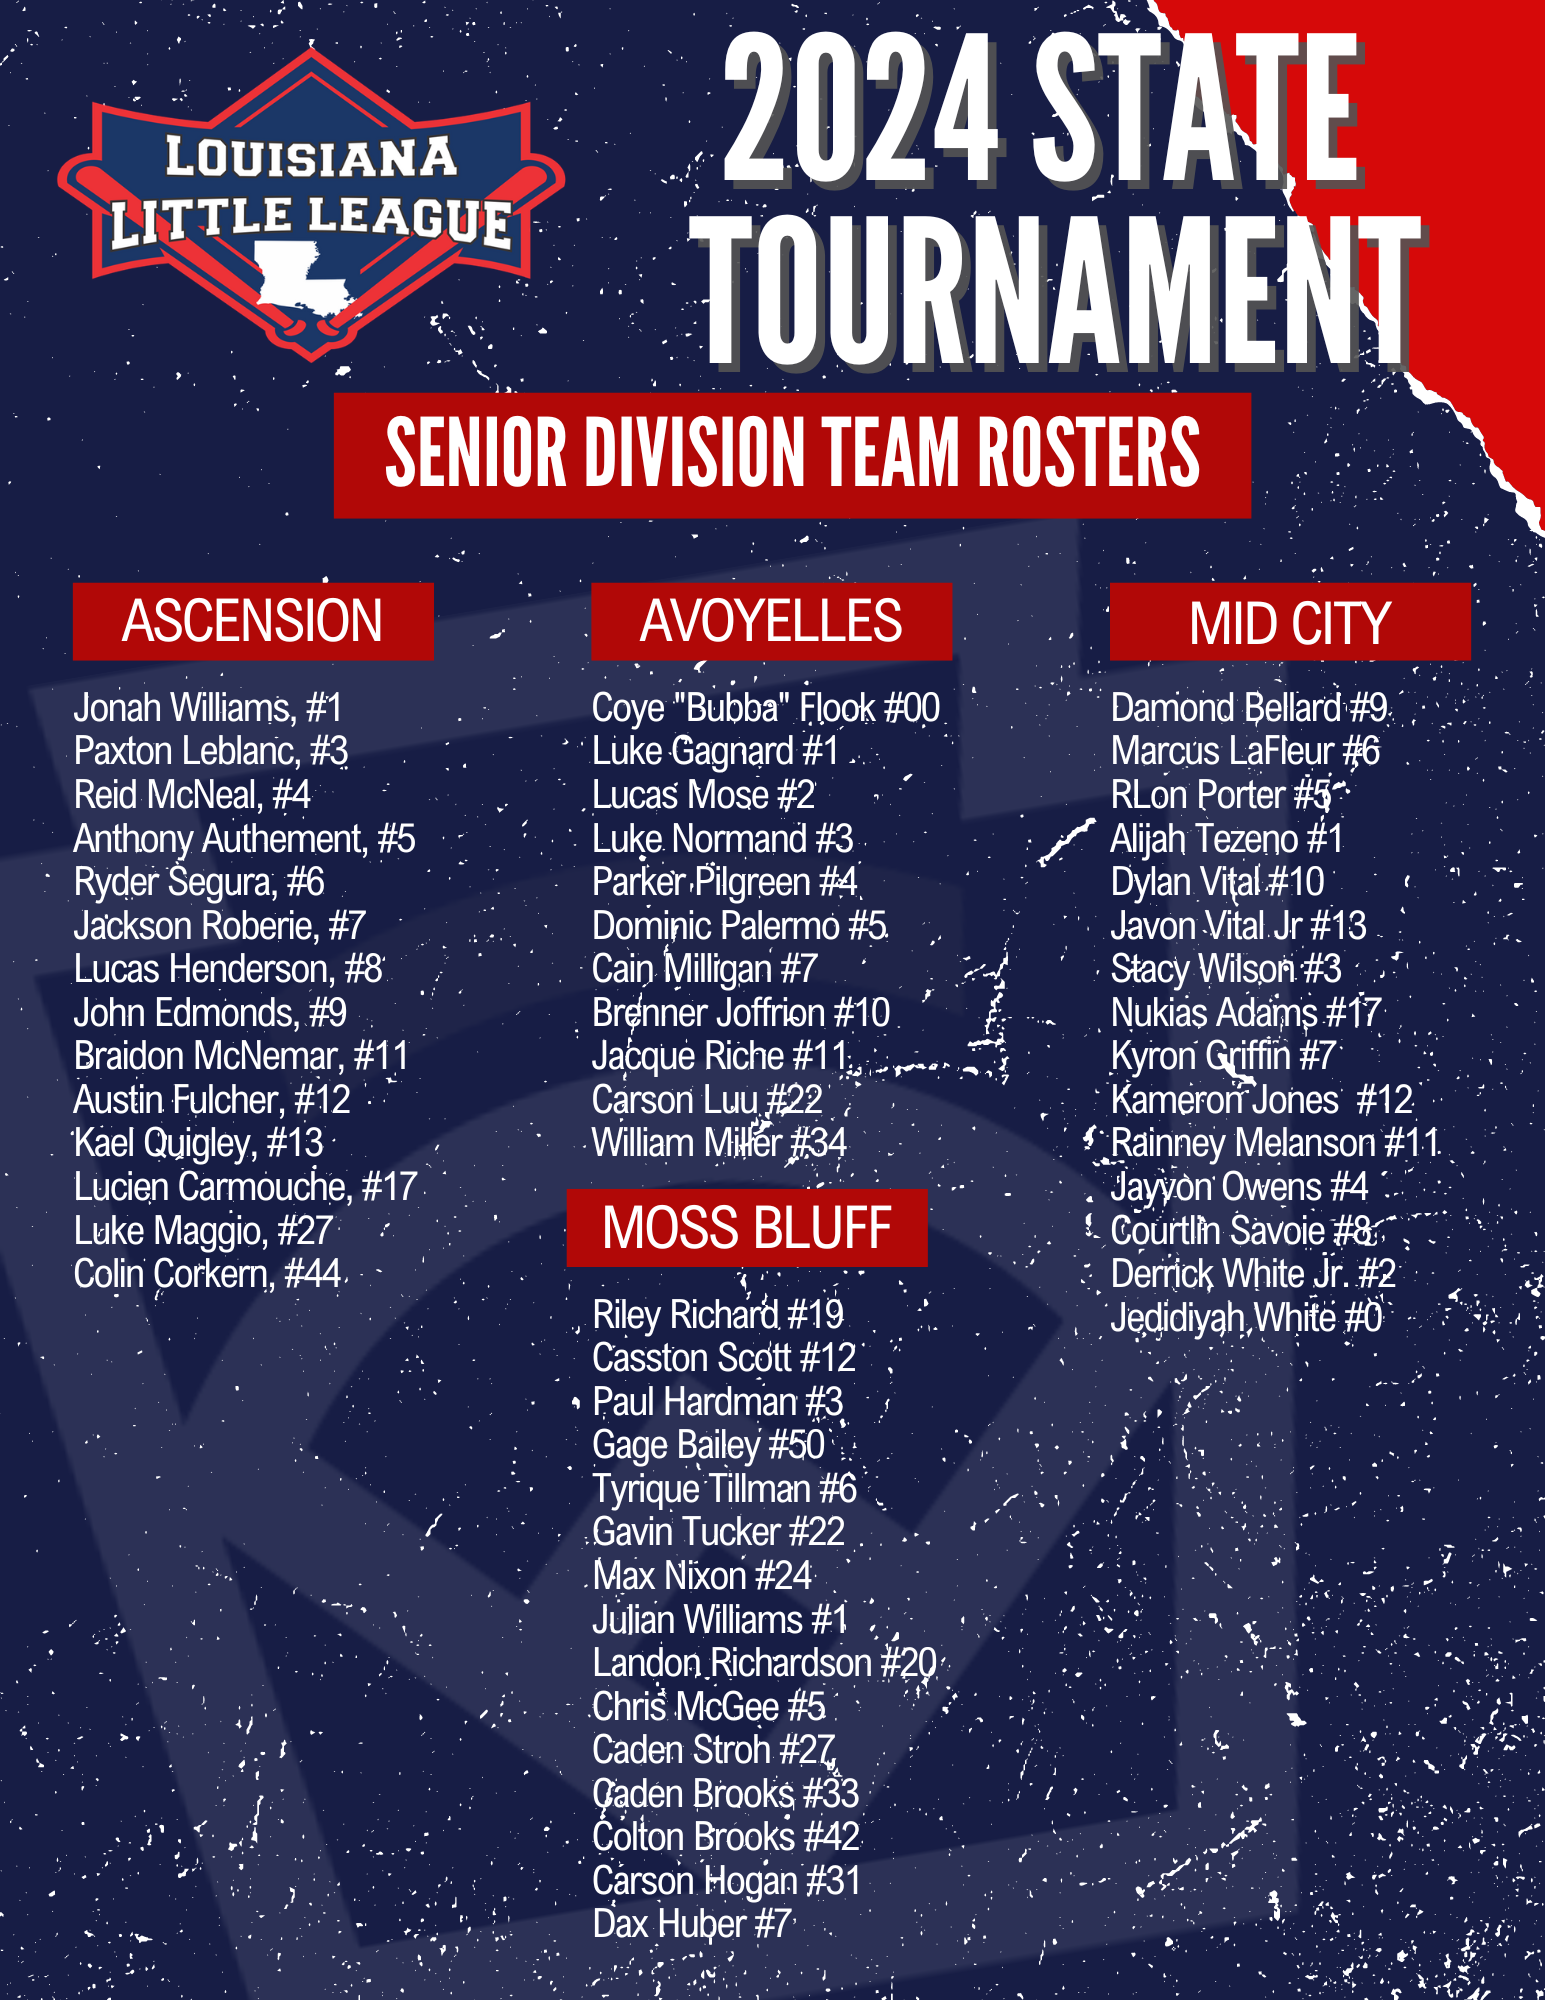 LOUISIANA
LITTLE LEAGUE
2024 STATE
TOURNAMENT
SENIOR DIVISION TEAM ROSTERS
ASCENSION
Jonah Williams, #1
Paxton Leblanc, #3
Reid McNeal, #4
Anthony Authement, #5
Ryder Segura, #6
Jackson Roberie, #7
Lucas Henderson, #8
John Edmonds, #9
Braidon McNemar, #11
Austin Fulcher, #12
Kael Quigley, #13
Lucien Carmouche, #17
Luke Maggio, #27
Colin Corkern, #44
AVOYELLES
Coye "Bubba" Flook #00
Luke Gagnard #1
Lucas Mose #2
Luke Normand #3
Parker Pilgreen #4
Dominic Palermo #5
Cain Milligan #7
Brenner Joffrion #10
Jacque Riche #11
Carson Luu #22
William Miller #34
MOSS BLUFF
Riley Richard #19
Casston Scott #12
Paul Hardman #3
Gage Bailey #50
Tyrique Tillman #6
Gavin Tucker #22
Max Nixon #24
Julian Williams #1
Landon Richardson #20
Chris McGee #5
Caden Stroh #27
Caden Brooks #33
Colton Brooks #42
Carson Hogan #31
Dax Huber #7
MID CITY
Damond Bellard #9
Marcus LaFleur #6
RLon Porter #5
Alijah Tezeno #1
Dylan Vital #10
Javon Vital Jr #13
Stacy Wilson #3
Nukias Adams #17
Kyron Griffin #7
Kameron Jones  #12
Rainney Melanson #11
Jayvon Owens #4
Courtlin Savoie #8
Derrick White Jr. #2
Jedidiyah White #0